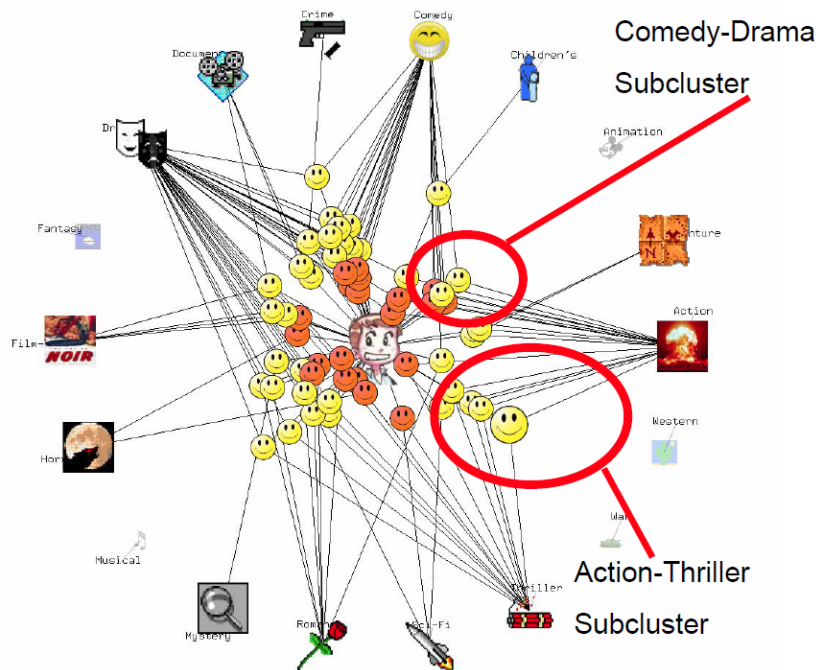 Crime
Comedy
Comedy-Drama
Subcluster
Children's
Animation
Fantasy
Action
Film-
NOIR
Western
War
Musical
Thriller
Action-Thriller
Subcluster
Mystery
Sci-Fi